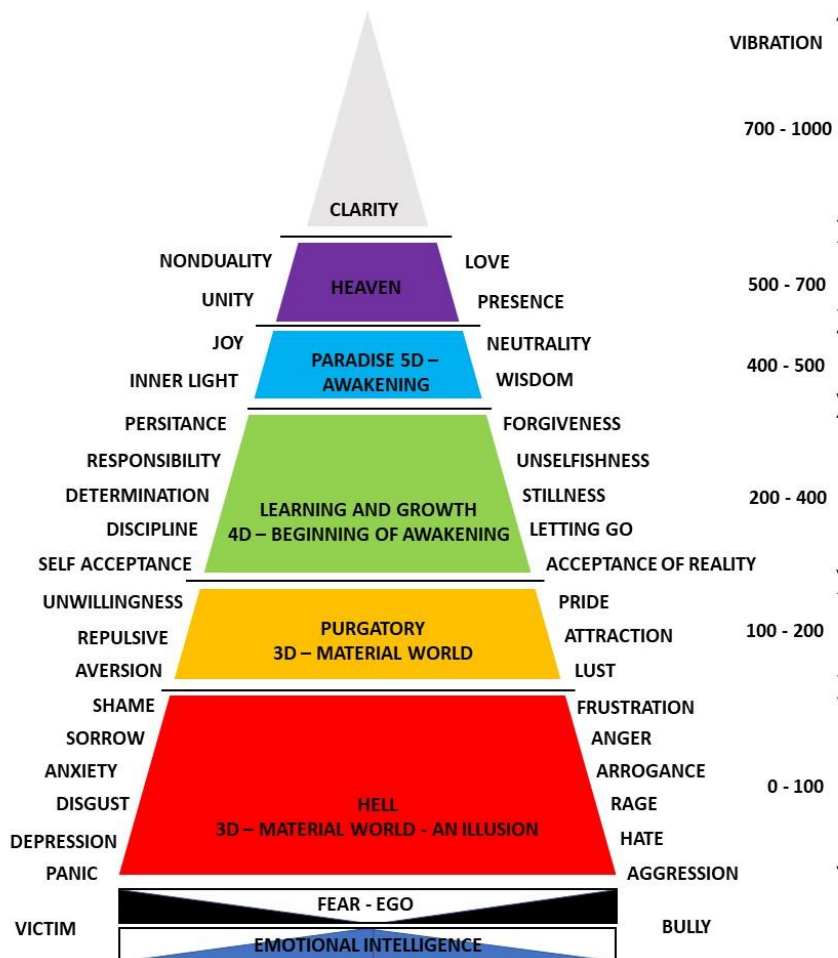 VIBRATION
700 - 1000
CLARITY
NONDUALITY
LOVE
HEAVEN
500 - 700
UNITY
PRESENCE
JOY
NEUTRALITY
PARADISE 5D –
AWAKENING
400 - 500
INNER LIGHT
WISDOM
PERSITANCE
FORGIVENESS
RESPONSIBILITY
UNSELFISHNESS
DETERMINATION
STILLNESS
200 - 400
LEARNING AND GROWTH
4D – BEGINNING OF AWAKENING
DISCIPLINE
LETTING GO
SELF ACCEPTANCE
ACCEPTANCE OF REALITY
UNWILLINGNESS
PRIDE
PURGATORY
3D – MATERIAL WORLD
100 - 200
REPULSIVE
ATTRACTION
AVERSION
LUST
SHAME
FRUSTRATION
SORROW
ANGER
ANXIETY
ARROGANCE
0 - 100
DISGUST
RAGE
HELL
3D – MATERIAL WORLD - AN ILLUSION
DEPRESSION
HATE
PANIC
AGGRESSION
FEAR - EGO
VICTIM
BULLY
EMOTIONAL INTELLIGENCE